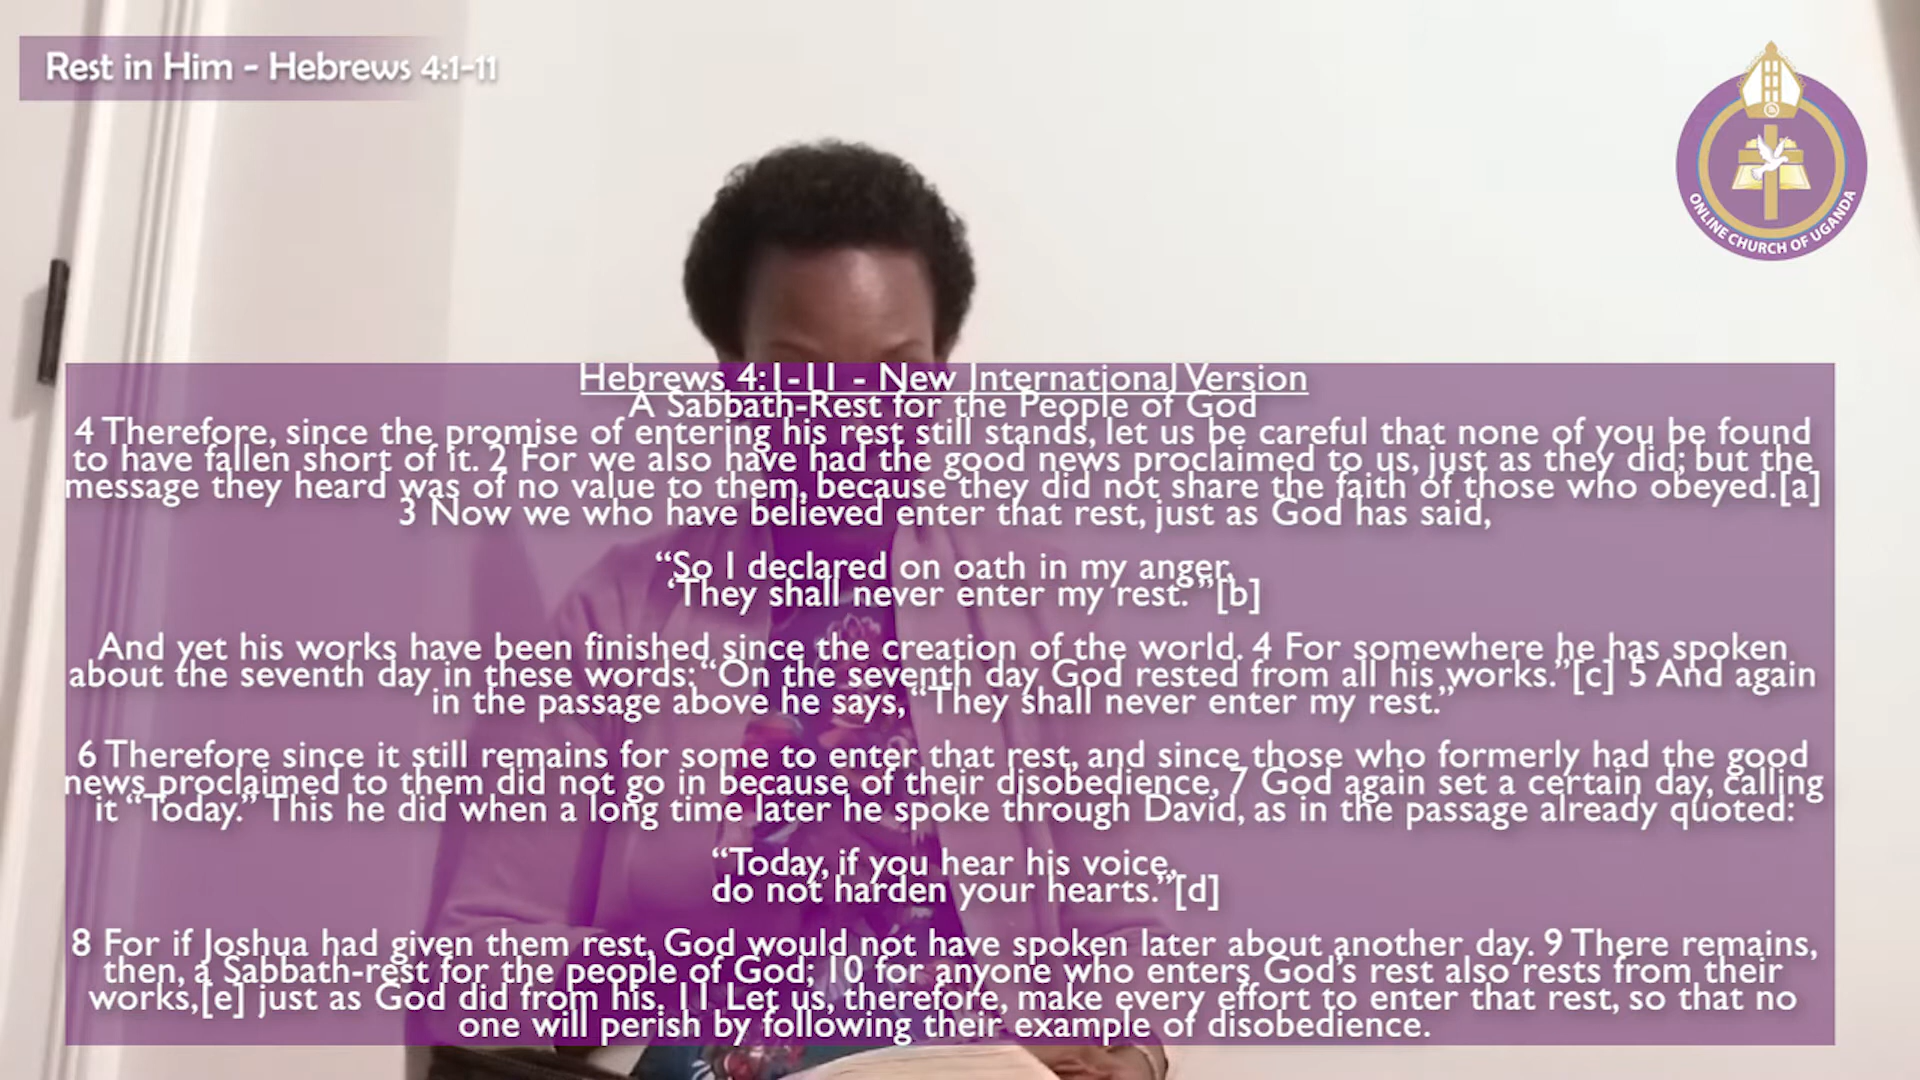 Rest in Him - Hebrews 4:1-11
ONLINE CHURCH OF UGANDA
Hebrews 4:1-11 - New International Version
A Sabbath-Rest for the People of God
4 Therefore, since the promise of entering his rest still stands, let us be careful that none of you be found
to have fallen short of it. 2 For we also have had the good news proclaimed to us, just as they did; but the
message they heard was of no value to them, because they did not share the faith of those who obeyed.[a]
3 Now we who have believed enter that rest, just as God has said,
“So I declared on oath in my anger,
‘They shall never enter my rest.’”[b]
And yet his works have been finished since the creation of the world. 4 For somewhere he has spoken
about the seventh day in these words: “On the seventh day God rested from all his works.”[c] 5 And again
in the passage above he says, “They shall never enter my rest.”
6 Therefore since it still remains for some to enter that rest, and since those who formerly had the good
news proclaimed to them did not go in because of their disobedience, 7 God again set a certain day, calling
it “Today.” This he did when a long time later he spoke through David, as in the passage already quoted:
“Today, if you hear his voice,
do not harden your hearts.”[d]
8 For if Joshua had given them rest, God would not have spoken later about another day. 9 There remains,
then, a Sabbath-rest for the people of God; 10 for anyone who enters God’s rest also rests from their
works,[e] just as God did from his. 11 Let us, therefore, make every effort to enter that rest, so that no
one will perish by following their example of disobedience.